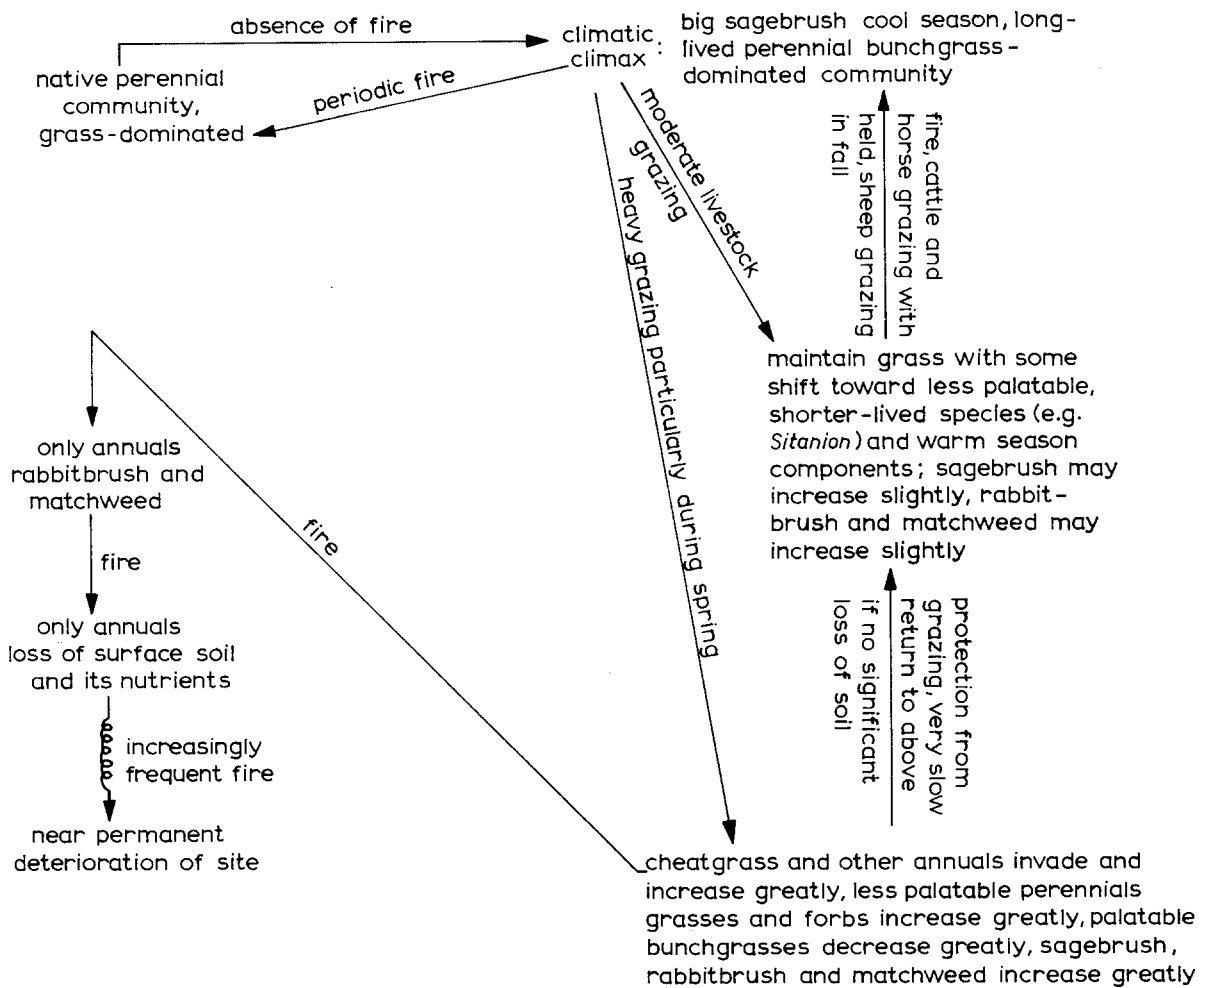 absence of fire
climatic
climax :
big sagebrush cool season, long-
lived perennial bunchgrass-
dominated community
native perennial
community,
grass-dominated
periodic fire
moderate livestock
grazing
heavy grazing particularly during spring
fire, cattle and
horse grazing with
held, sheep grazing
in fall
maintain grass with some
shift toward less palatable,
shorter-lived species (e.g.
Sitanion) and warm season
components; sagebrush may
increase slightly, rabbit-
brush and matchweed may
increase slightly
only annuals
rabbitbrush and
matchweed
fire
fire
only annuals
loss of surface soil
and its nutrients
increasingly
frequent fire
near permanent
deterioration of site
protection from
grazing, very slow
return to above
if no significant
loss of soil
cheatgrass and other annuals invade and
increase greatly, less palatable perennials
grasses and forbs increase greatly, palatable
bunchgrasses decrease greatly, sagebrush,
rabbitbrush and matchweed increase greatly